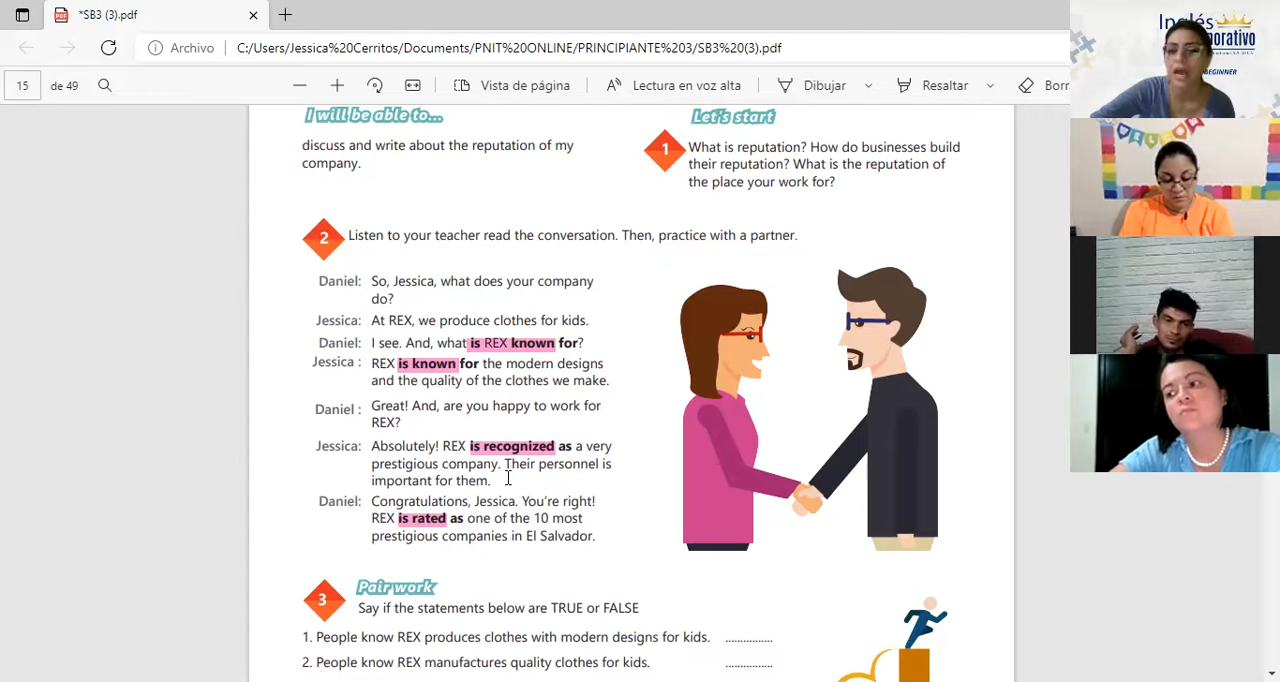 *SB3 (3).pdf
Archivo
C:/Users/Jessica%20Cerritos/Documents/PNIT%20ONLINE/PRINCIPIANTE%203/SB3%20(3).pdf
15 de 49
Vista de página
Lectura en voz alta
Dibujar
Resaltar
Borr
I will be able to...
discuss and write about the reputation of my
company.
Let's start
1 What is reputation? How do businesses build
their reputation? What is the reputation of
the place your work for?
2 Listen to your teacher read the conversation. Then, practice with a partner.
Daniel: So, Jessica, what does your company
do?
Jessica: At REX, we produce clothes for kids.
Daniel: I see. And, what is REX known for?
Jessica : REX is known for the modern designs
and the quality of the clothes we make.
Daniel : Great! And, are you happy to work for
REX?
Jessica: Absolutely! REX is recognized as a very
prestigious company. Their personnel is
important for them.
Daniel: Congratulations, Jessica. You're right!
REX is rated as one of the 10 most
prestigious companies in El Salvador.
3 Pair work
Say if the statements below are TRUE or FALSE
1. People know REX produces clothes with modern designs for kids. ................
2. People know REX manufactures quality clothes for kids. ................
Inglés
orativo
BEGINNER